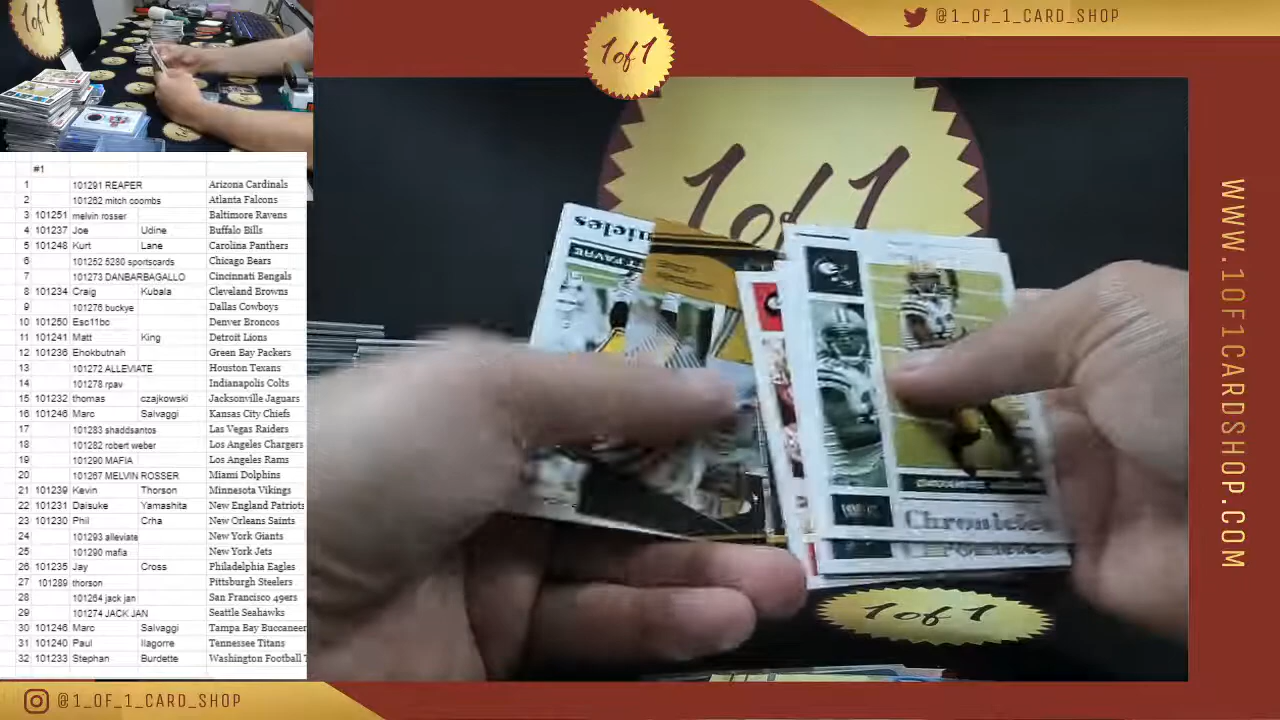 1of1
1of1
@1_OF_1_CARD_SHOP
1of1
#1
1 101291 REAPER Arizona Cardinals
2 101262 mitch coombs Atlanta Falcons
3 101251 melvin rosser Baltimore Ravens
4 101237 Joe Udine Buffalo Bills
5 101248 Kurt Lane Carolina Panthers
6 101252 5280 sportscards Chicago Bears
7 101273 DANBARBAGALLO Cincinnati Bengals
8 101234 Craig Kubala Cleveland Browns
9 101276 buckye Dallas Cowboys
10 101250 Esc11bo Denver Broncos
11 101241 Matt King Detroit Lions
12 101236 Ehokbutnah Green Bay Packers
13 101272 ALLEVIATE Houston Texans
14 101278 rpav Indianapolis Colts
15 101232 thomas czajkowski Jacksonville Jaguars
16 101246 Marc Salvaggi Kansas City Chiefs
17 101283 shaddsantos Las Vegas Raiders
18 101282 robert weber Los Angeles Chargers
19 101290 MAFIA Los Angeles Rams
20 101267 MELVIN ROSSER Miami Dolphins
21 101239 Kevin Thorson Minnesota Vikings
22 101231 Daisuke Yamashita New England Patriots
23 101230 Phil Crha New Orleans Saints
24 101293 alleviate New York Giants
25 101290 mafia New York Jets
26 101235 Jay Cross Philadelphia Eagles
27 101289 thorson Pittsburgh Steelers
28 101264 jack jan San Francisco 49ers
29 101274 JACK JAN Seattle Seahawks
30 101246 Marc Salvaggi Tampa Bay Buccaneer
31 101240 Paul Ilagorre Tennessee Titans
32 101233 Stephan Burdette Washington Football T
FAVRE
Chronicles
1 of 1
WWW.1OF1CARDSHOP.COM
@1_OF_1_CARD_SHOP